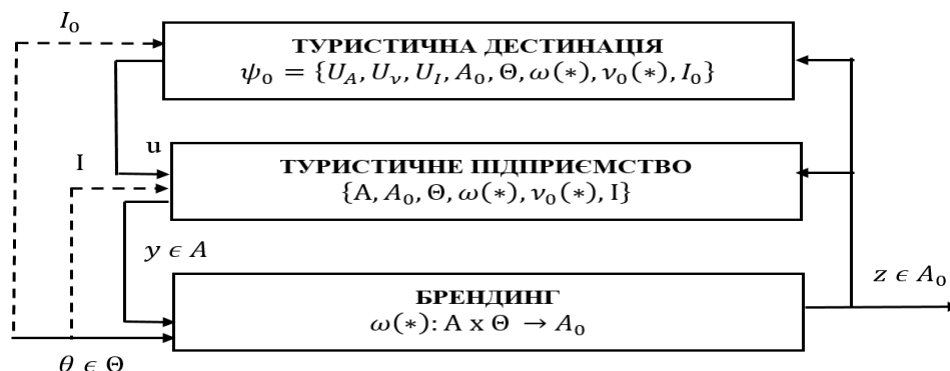 I₀
ТУРИСТИЧНА ДЕСТИНАЦІЯ
ψ₀ = {U_A, U_ν, U_I, A₀, Θ, ω(*), ν₀(*), I₀}
u
I
ТУРИСТИЧНЕ ПІДПРИЄМСТВО
{A, A₀, Θ, ω(*), ν₀(*), I}
y ϵ A
z ϵ A₀
БРЕНДИНГ
ω(*): A x Θ → A₀
θ ϵ Θ